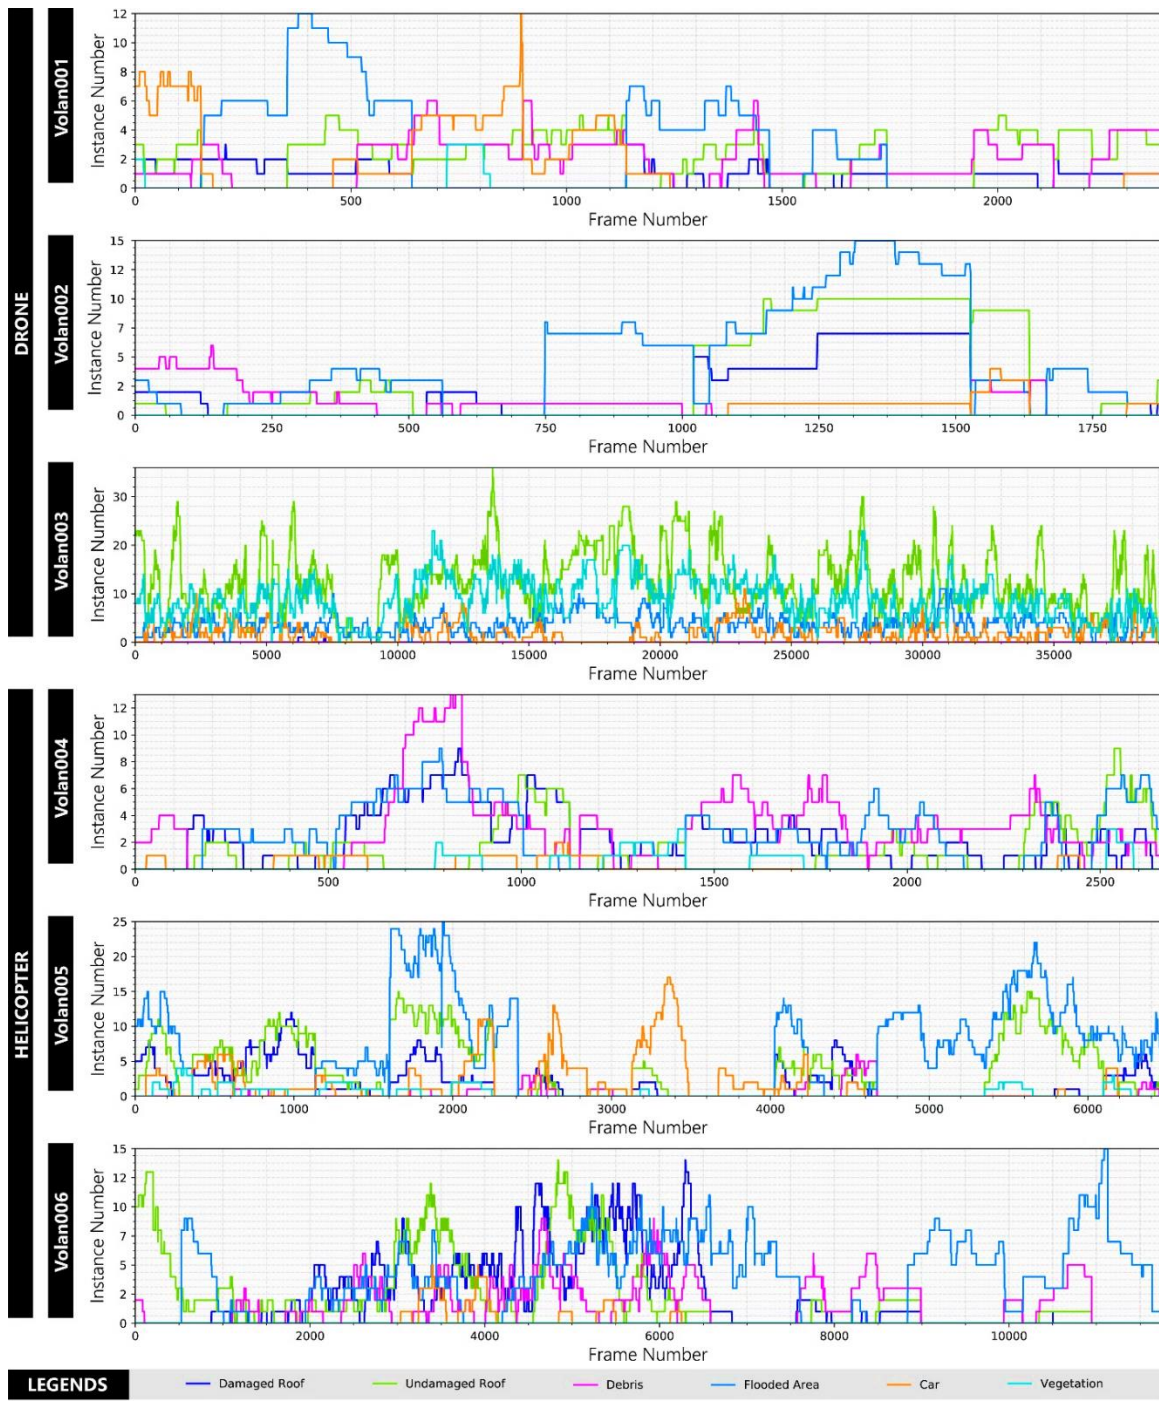 DRONE
Volan001
Instance Number
12
10
8
6
4
2
0
0 500 1000 1500 2000
Frame Number
Volan002
Instance Number
15
12
10
7
5
2
0
0 250 500 750 1000 1250 1500 1750
Frame Number
Volan003
Instance Number
30
20
10
0
0 5000 10000 15000 20000 25000 30000 35000
Frame Number
HELICOPTER
Volan004
Instance Number
12
10
8
6
4
2
0
0 500 1000 1500 2000 2500
Frame Number
Volan005
Instance Number
25
20
15
10
5
0
0 1000 2000 3000 4000 5000 6000
Frame Number
Volan006
Instance Number
15
12
10
7
5
2
0
0 2000 4000 6000 8000 10000
Frame Number
LEGENDS Damaged Roof Undamaged Roof Debris Flooded Area Car Vegetation